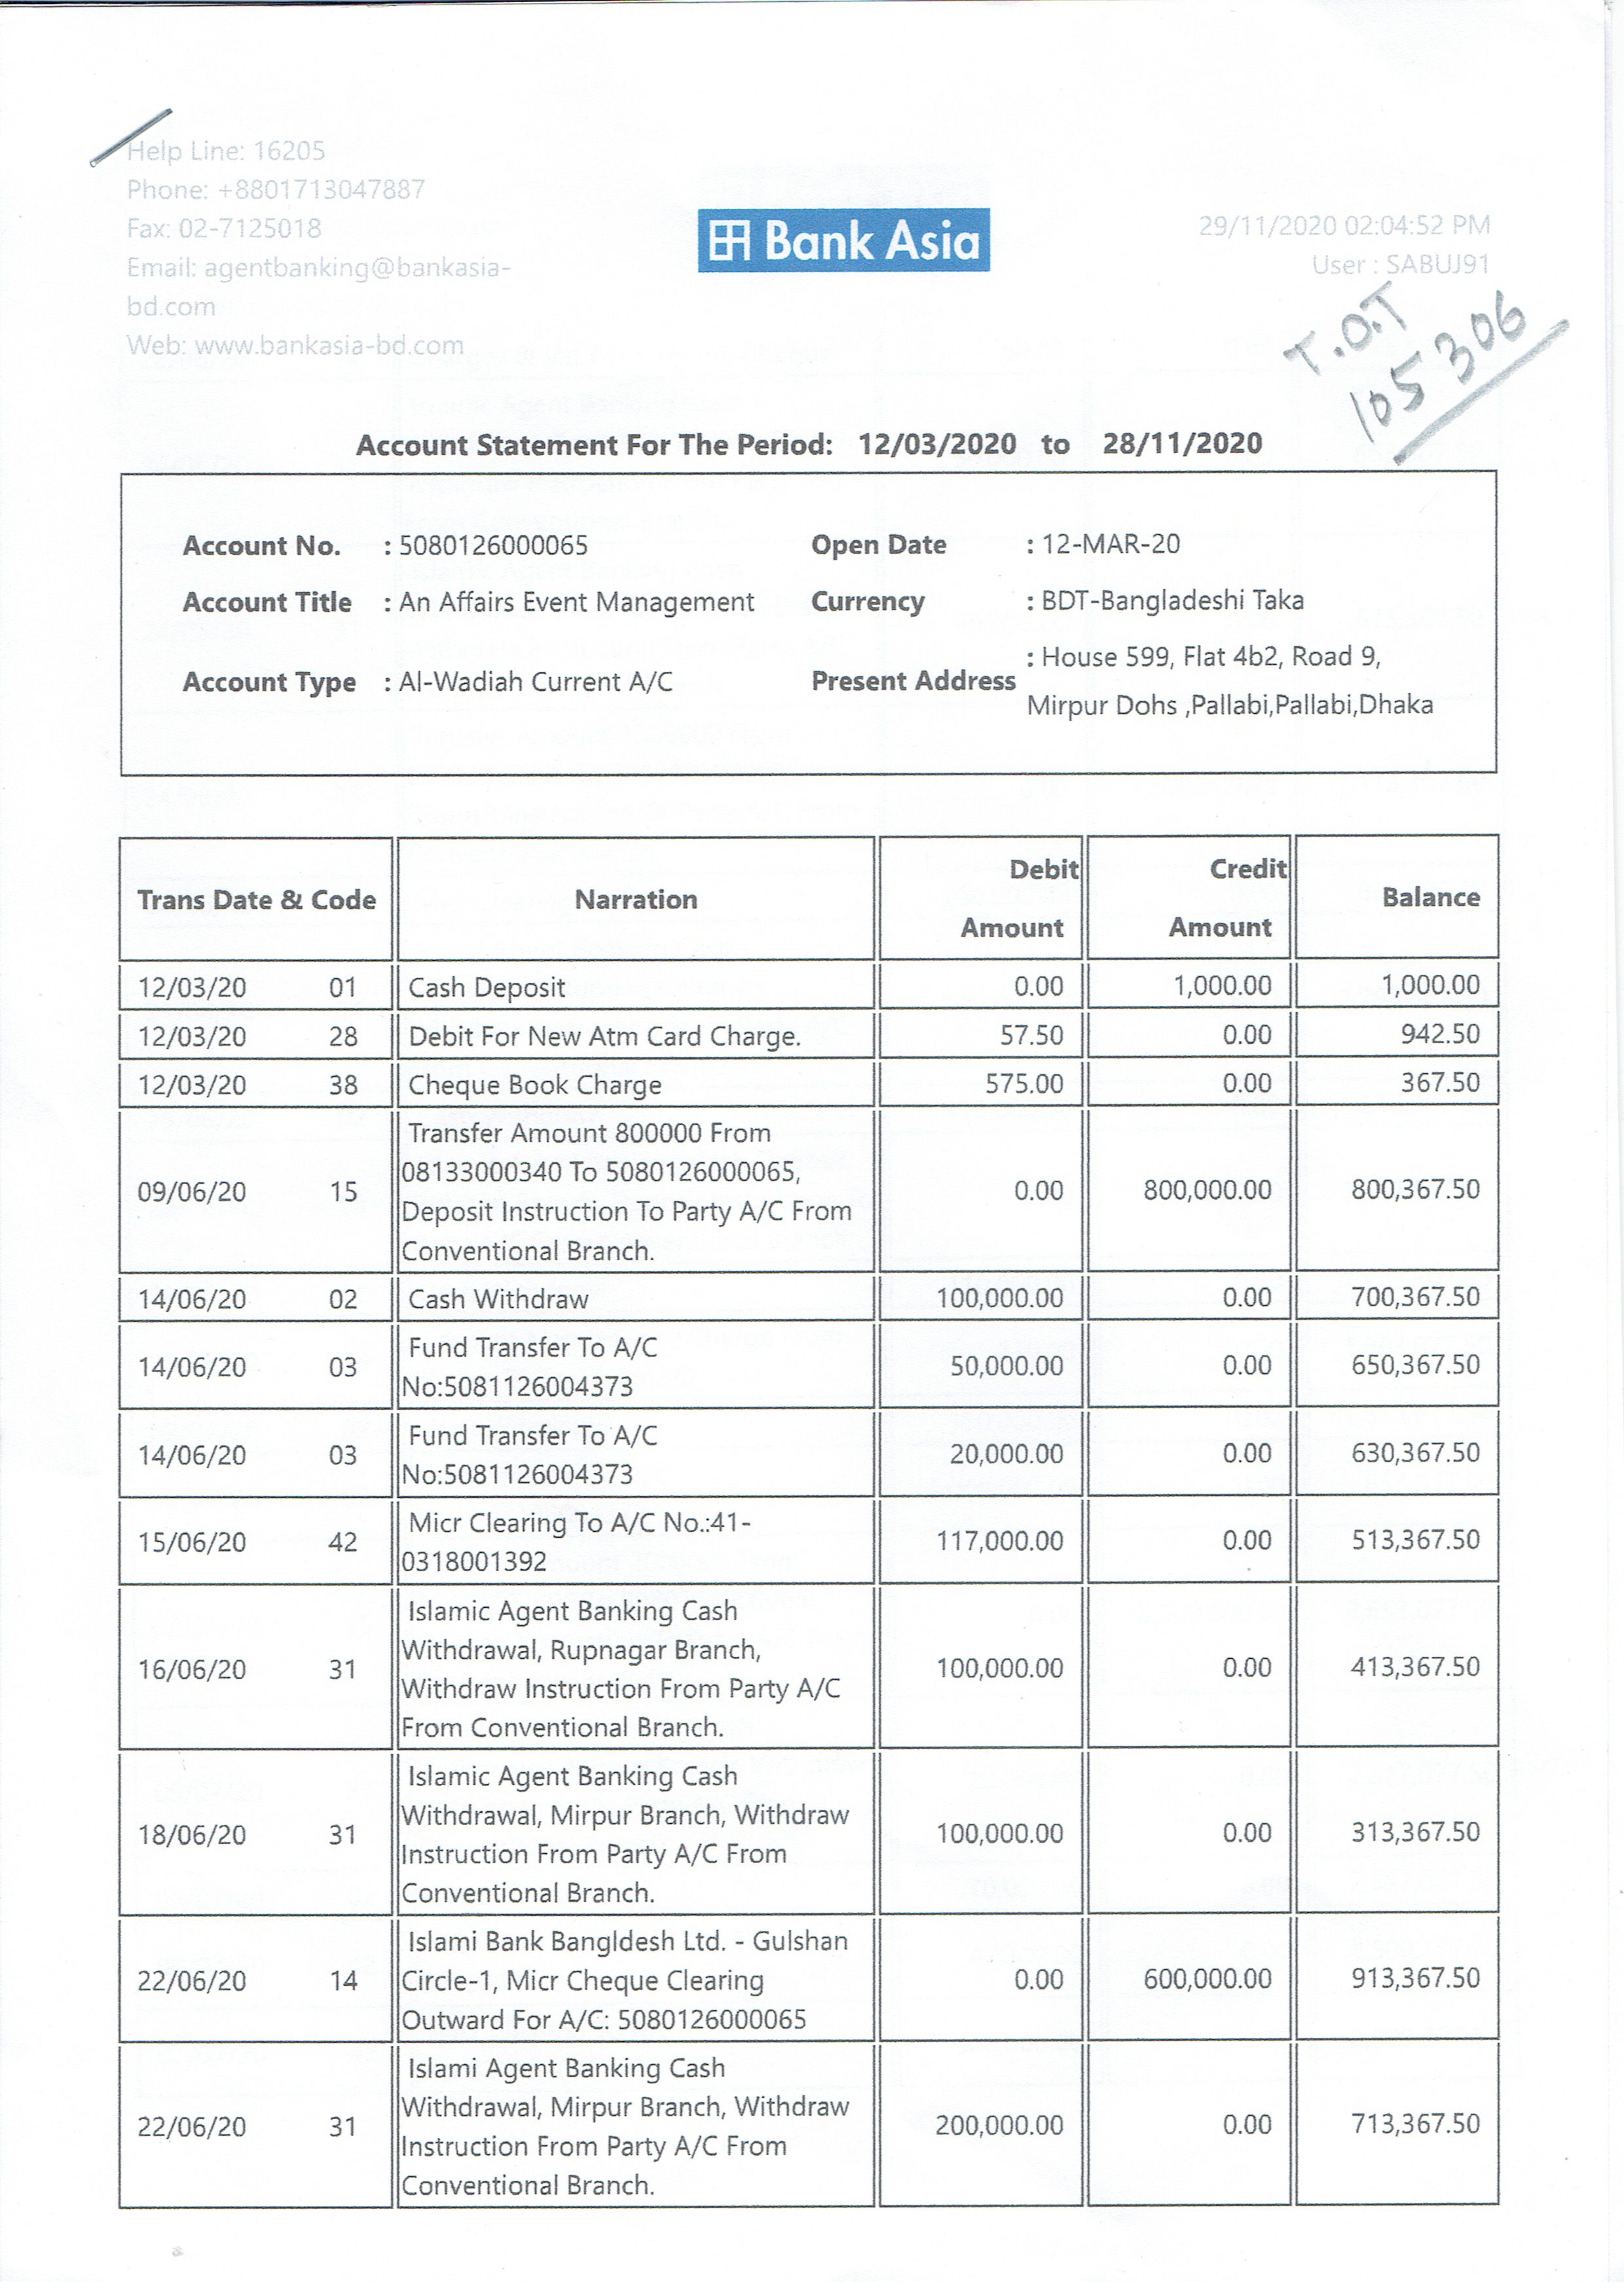 Help Line: 16205
Phone: +8801713047887
Fax: 02-7125018
Email: agentbanking@bankasia-
bd.com
Web: www.bankasia-bd.com
Bank Asia
29/11/2020 02:04:52 PM
User : SABUJ91
T.O.T
105306
Account Statement For The Period: 12/03/2020 to 28/11/2020
Account No. : 5080126000065 Open Date : 12-MAR-20
Account Title : An Affairs Event Management Currency : BDT-Bangladeshi Taka
Account Type : Al-Wadiah Current A/C Present Address : House 599, Flat 4b2, Road 9,
Mirpur Dohs ,Pallabi,Pallabi,Dhaka
Trans Date & Code Narration Debit Amount Credit Amount Balance
12/03/20 01 Cash Deposit 0.00 1,000.00 1,000.00
12/03/20 28 Debit For New Atm Card Charge. 57.50 0.00 942.50
12/03/20 38 Cheque Book Charge 575.00 0.00 367.50
Transfer Amount 800000 From
08133000340 To 5080126000065,
09/06/20 15 Deposit Instruction To Party A/C From 0.00 800,000.00 800,367.50
Conventional Branch.
14/06/20 02 Cash Withdraw 100,000.00 0.00 700,367.50
Fund Transfer To A/C
14/06/20 03 No:5081126004373 50,000.00 0.00 650,367.50
Fund Transfer To A/C
14/06/20 03 No:5081126004373 20,000.00 0.00 630,367.50
Micr Clearing To A/C No.:41-
15/06/20 42 0318001392 117,000.00 0.00 513,367.50
Islamic Agent Banking Cash
Withdrawal, Rupnagar Branch,
16/06/20 31 Withdraw Instruction From Party A/C 100,000.00 0.00 413,367.50
From Conventional Branch.
Islamic Agent Banking Cash
Withdrawal, Mirpur Branch, Withdraw
18/06/20 31 Instruction From Party A/C From 100,000.00 0.00 313,367.50
Conventional Branch.
Islami Bank Bangldesh Ltd. - Gulshan
22/06/20 14 Circle-1, Micr Cheque Clearing 0.00 600,000.00 913,367.50
Outward For A/C: 5080126000065
Islami Agent Banking Cash
Withdrawal, Mirpur Branch, Withdraw
22/06/20 31 Instruction From Party A/C From 200,000.00 0.00 713,367.50
Conventional Branch.